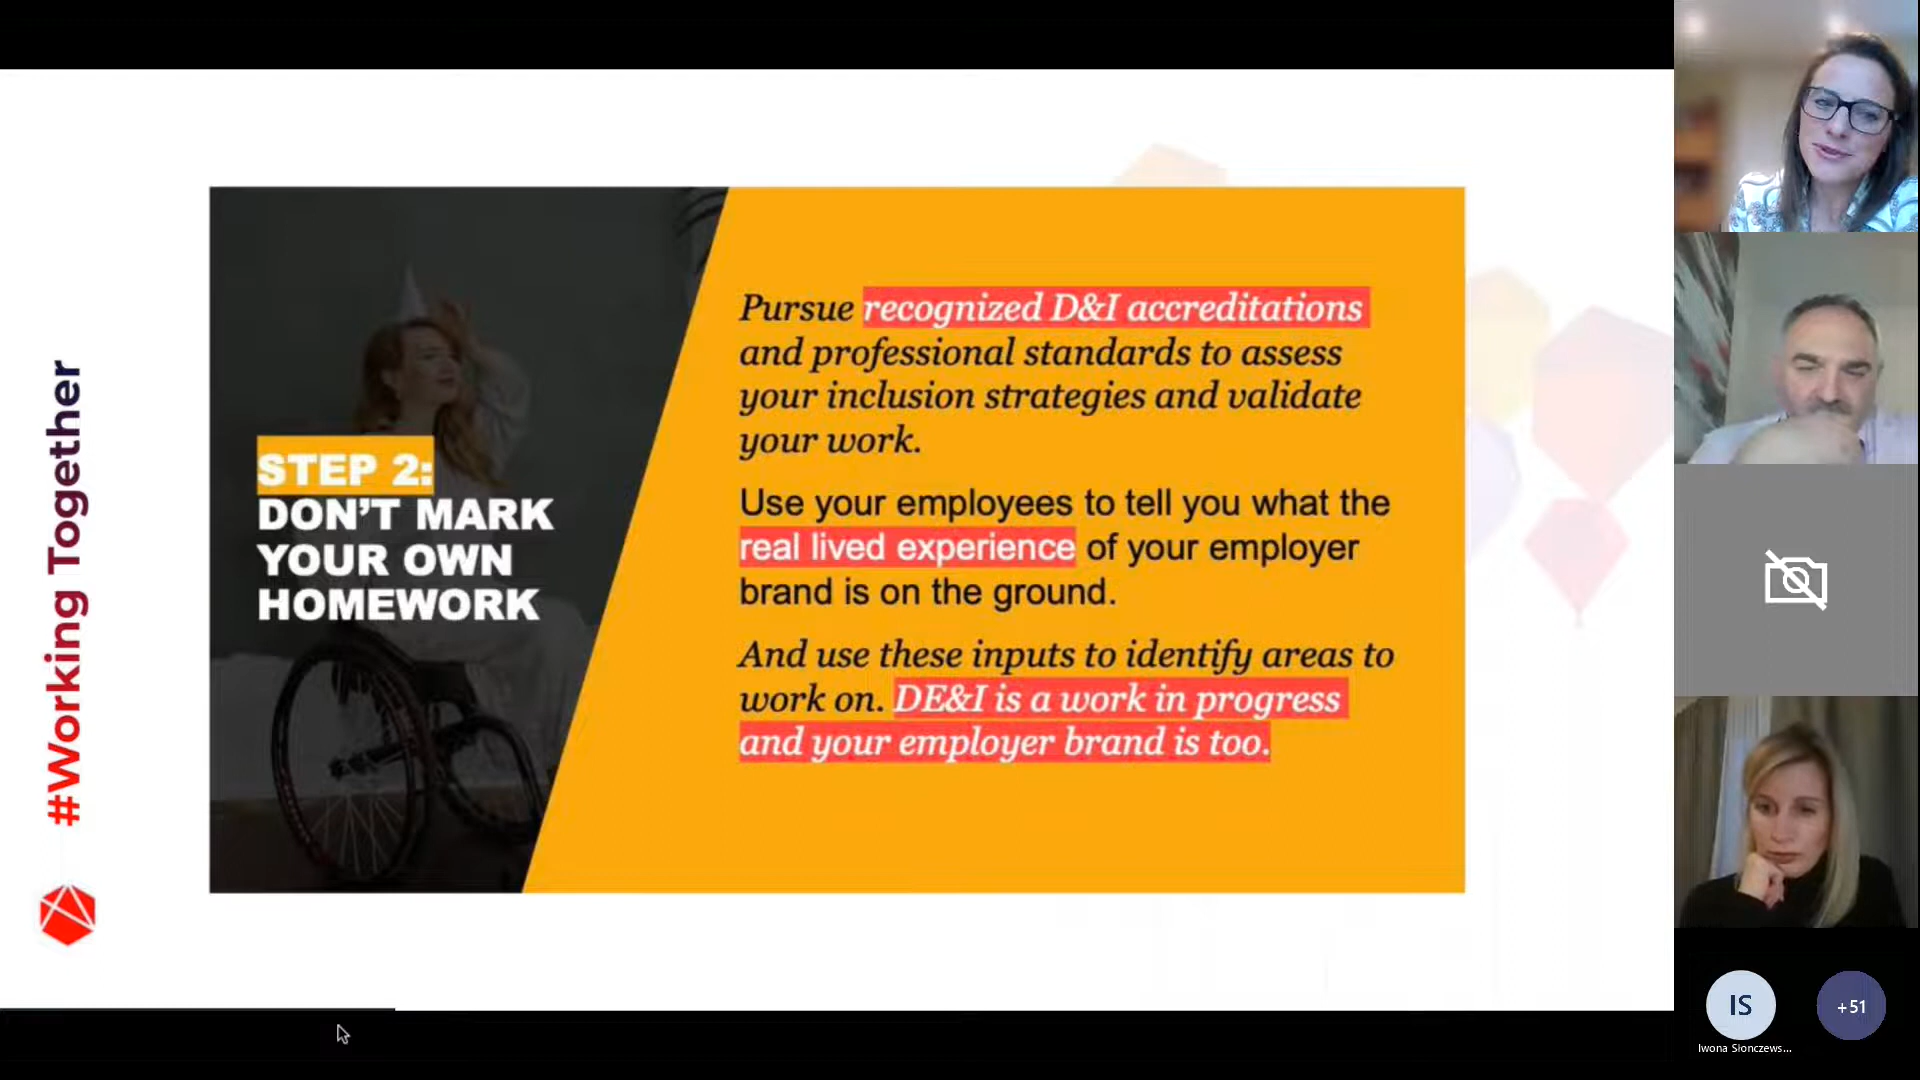 #Working Together
STEP 2:
DON’T MARK
YOUR OWN
HOMEWORK
Pursue recognized D&I accreditations
and professional standards to assess
your inclusion strategies and validate
your work.
Use your employees to tell you what the
real lived experience of your employer
brand is on the ground.
And use these inputs to identify areas to
work on. DE&I is a work in progress
and your employer brand is too.
IS
+51
Iwona Sionczews...